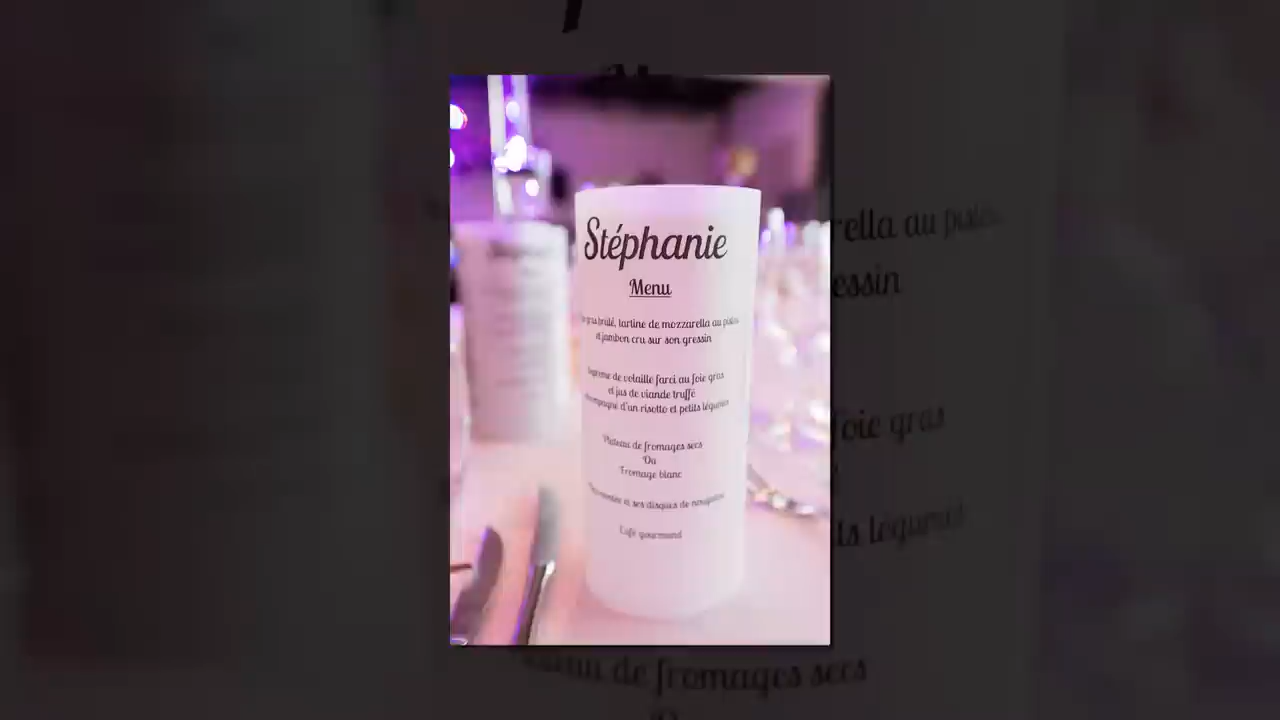 Stéphanie
Menu
brûlé, tartine de mozzarella au pistou
et jambon cru sur son gressin
de volaille farci au foie gras
et jus de viande truffé
d'un risotto et petits légumes
Plateau de fromages secs
Ou
Fromage blanc
et ses disques de nougatine
Café gourmand